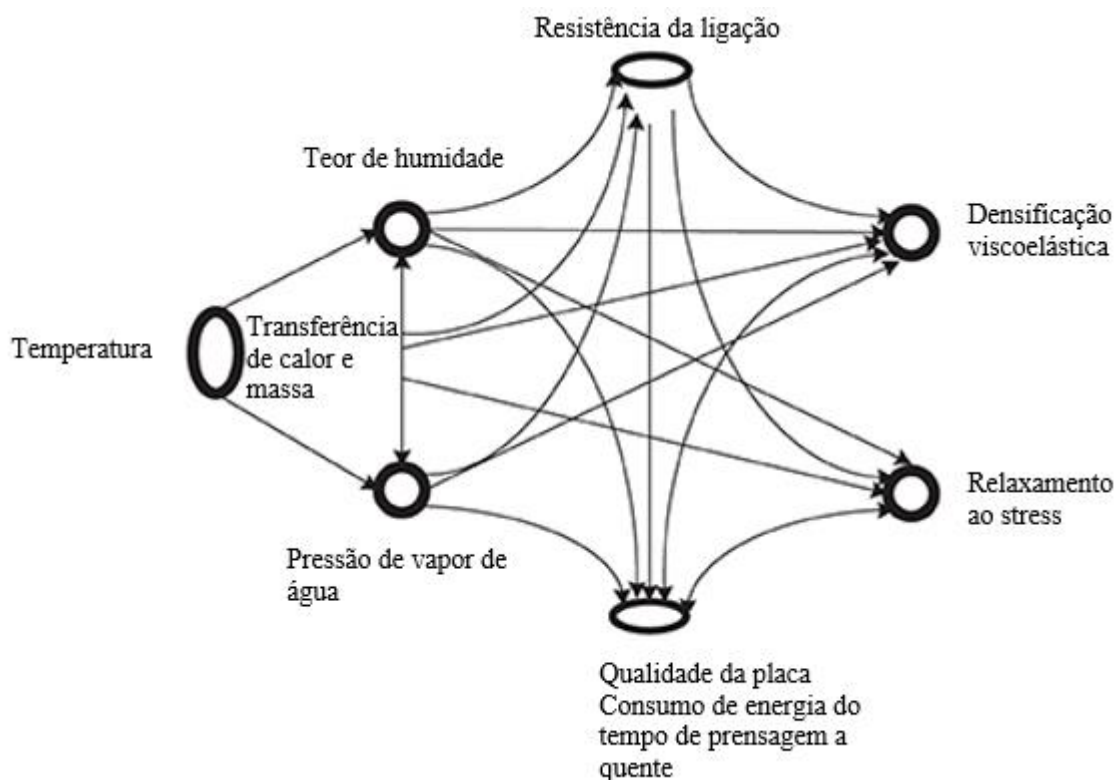 Resistência da ligação
Teor de humidade
Densificação
viscoelástica
Temperatura
Transferência
de calor e
massa
Relaxamento
ao stress
Pressão de vapor de
água
Qualidade da placa
Consumo de energia do
tempo de prensagem a
quente